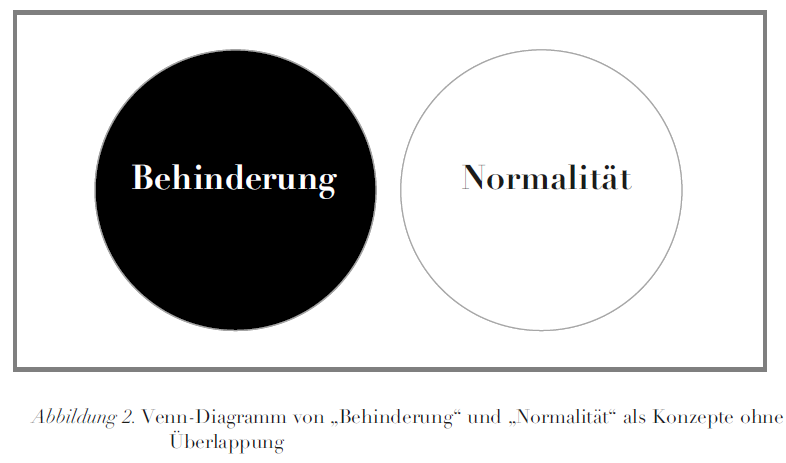 Behinderung
Normalität
Abbildung 2. Venn-Diagramm von „Behinderung“ und „Normalität“ als Konzepte ohne
Überlappung